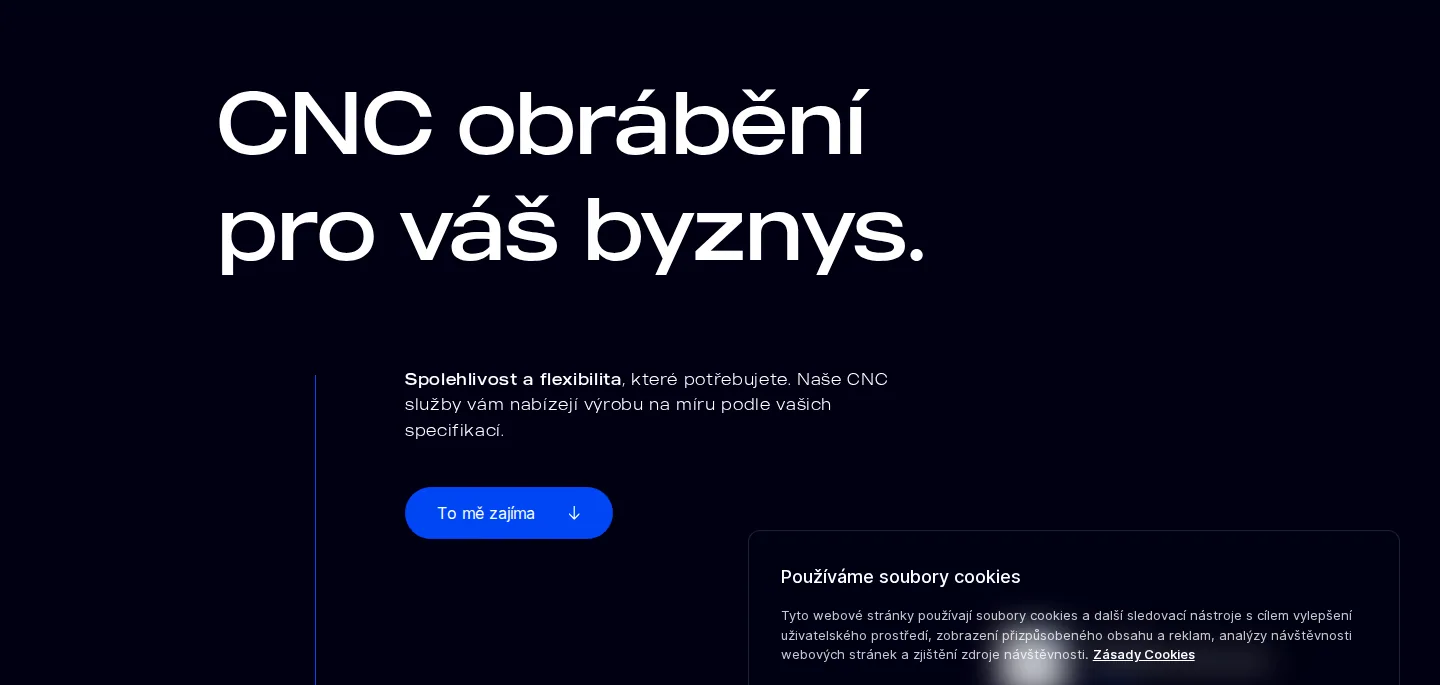 CNC obrábění
pro váš byznys.
Spolehlivost a flexibilita, které potřebujete. Naše CNC
služby vám nabízejí výrobu na míru podle vašich
specifikací.
To mě zajíma
Používáme soubory cookies
Tyto webové stránky používají soubory cookies a další sledovací nástroje s cílem vylepšení
uživatelského prostředí, zobrazení přizpůsobeného obsahu a reklam, analýzy návštěvnosti
webových stránek a zjištění zdroje návštěvnosti. Zásady Cookies